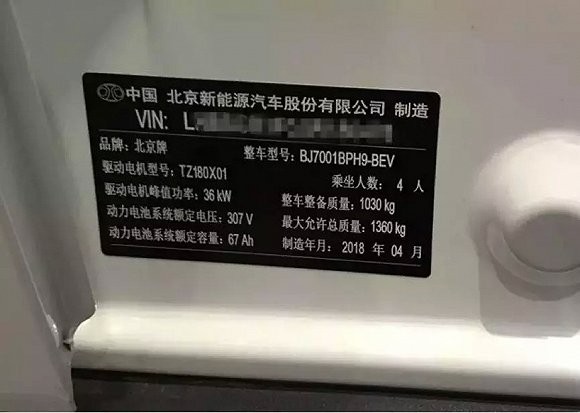 中国 北京新能源汽车股份有限公司 制造
VIN: L
品牌: 北京牌 整车型号: BJ7001BPH9-BEV
驱动电机型号: TZ180X01 乘坐人数: 4 人
驱动电机峰值功率: 36 kW 整车整备质量: 1030 kg
动力电池系统额定电压: 307 V 最大允许总质量: 1360 kg
动力电池系统额定容量: 67 Ah 制造年月: 2018 年 04 月